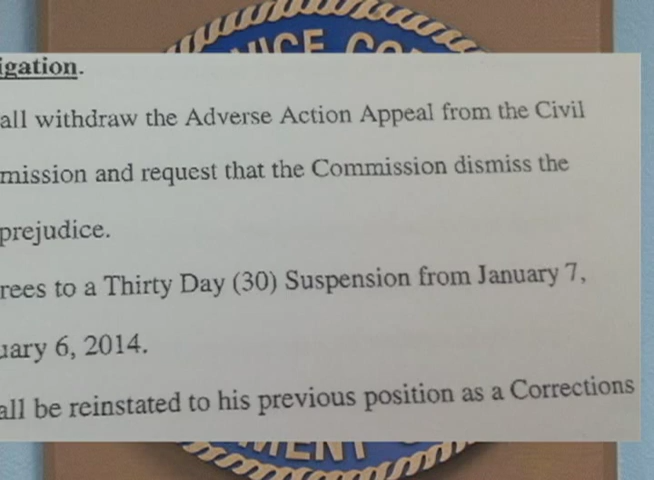 VICE CO
igation.
all withdraw the Adverse Action Appeal from the Civil
mission and request that the Commission dismiss the
prejudice.
rees to a Thirty Day (30) Suspension from January 7,
uary 6, 2014.
all be reinstated to his previous position as a Corrections
MENT